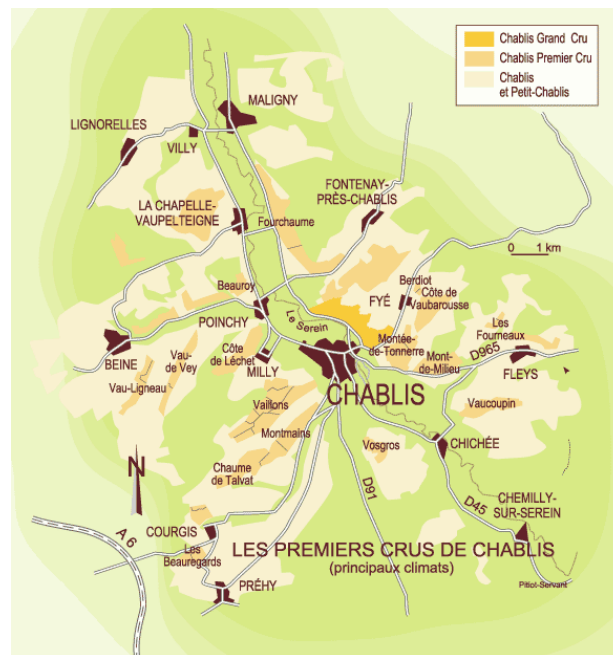 Chablis Grand Cru
Chablis Premier Cru
Chablis
et Petit-Chablis
MALIGNY
LIGNORELLES
VILLY
FONTENAY-
PRÈS-CHABLIS
LA CHAPELLE-
VAUPELTEIGNE
Fourchaume
0 1 km
Berdiot
Beauroy
FYÉ
Côte de
Vaubarousse
Le Serein
POINCHY
Les
Fourneaux
Montée-
de-Tonnerre
BEINE
Vau-
de Vey
Côte
de Léchet
MILLY
Mont-
de-Milieu
D965
FLEYS
Vau-Ligneau
CHABLIS
Vaillons
Vaucoupin
Montmains
Vosgros
CHICHÉE
N
Chaume
de Talvat
D91
D45
CHEMILLY-
SUR-SEREIN
A 6
COURGIS
Les
Beauregards
LES PREMIERS CRUS DE CHABLIS
(principaux climats)
PRÉHY
Pitiot-Servant